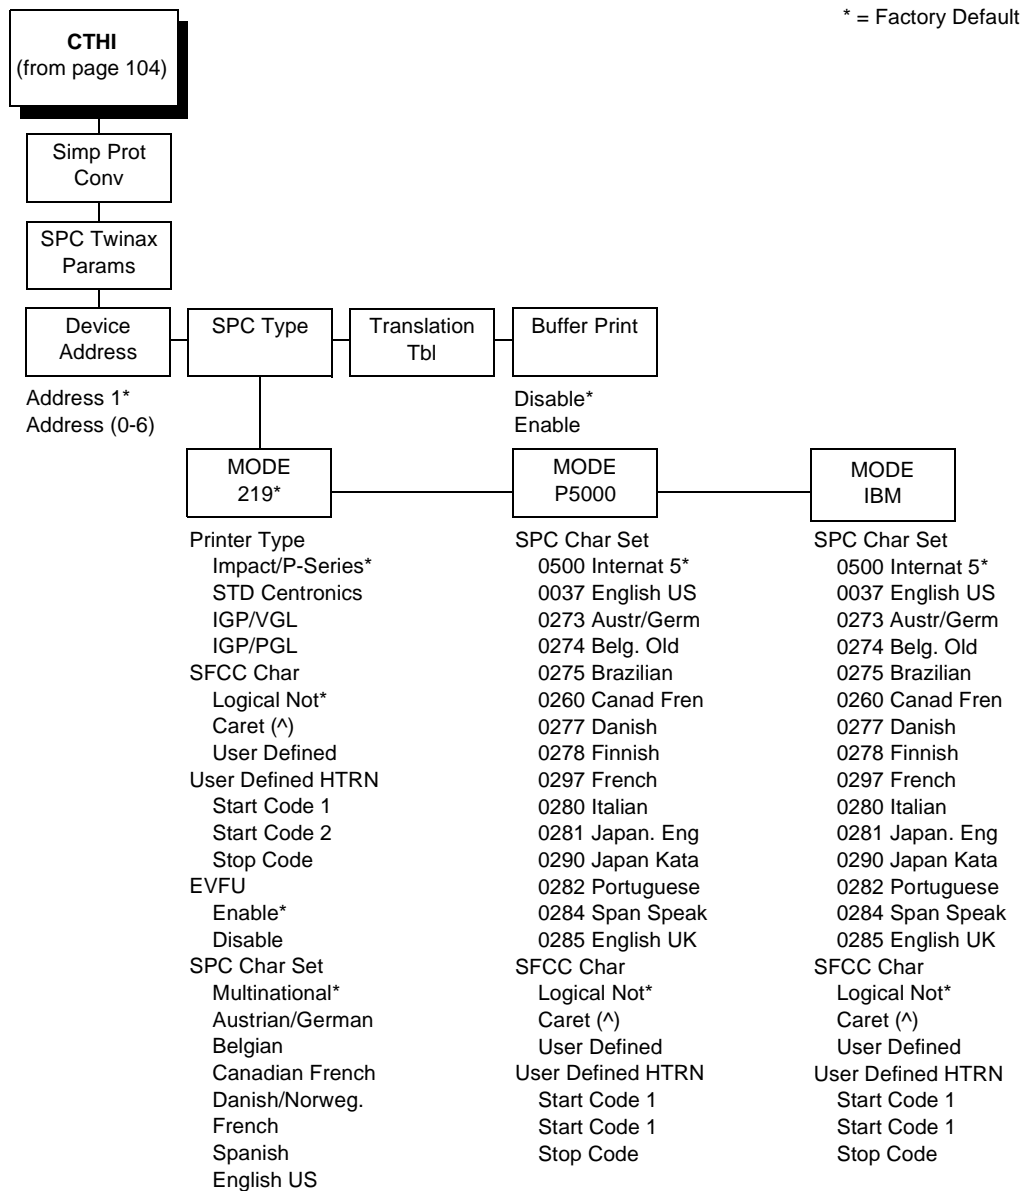 * = Factory Default
CTHI
(from page 104)
Simp Prot
Conv
SPC Twinax
Params
Device
Address
SPC Type
Translation
Tbl
Buffer Print
Address 1*
Address (0-6)
Disable*
Enable
MODE
219*
MODE
P5000
MODE
IBM
Printer Type
Impact/P-Series*
STD Centronics
IGP/VGL
IGP/PGL
SFCC Char
Logical Not*
Caret (^)
User Defined
User Defined HTRN
Start Code 1
Start Code 2
Stop Code
EVFU
Enable*
Disable
SPC Char Set
Multinational*
Austrian/German
Belgian
Canadian French
Danish/Norweg.
French
Spanish
English US
SPC Char Set
0500 Internat 5*
0037 English US
0273 Austr/Germ
0274 Belg. Old
0275 Brazilian
0260 Canad Fren
0277 Danish
0278 Finnish
0297 French
0280 Italian
0281 Japan. Eng
0290 Japan Kata
0282 Portuguese
0284 Span Speak
0285 English UK
SFCC Char
Logical Not*
Caret (^)
User Defined
User Defined HTRN
Start Code 1
Start Code 1
Stop Code
SPC Char Set
0500 Internat 5*
0037 English US
0273 Austr/Germ
0274 Belg. Old
0275 Brazilian
0260 Canad Fren
0277 Danish
0278 Finnish
0297 French
0280 Italian
0281 Japan. Eng
0290 Japan Kata
0282 Portuguese
0284 Span Speak
0285 English UK
SFCC Char
Logical Not*
Caret (^)
User Defined
User Defined HTRN
Start Code 1
Start Code 1
Stop Code